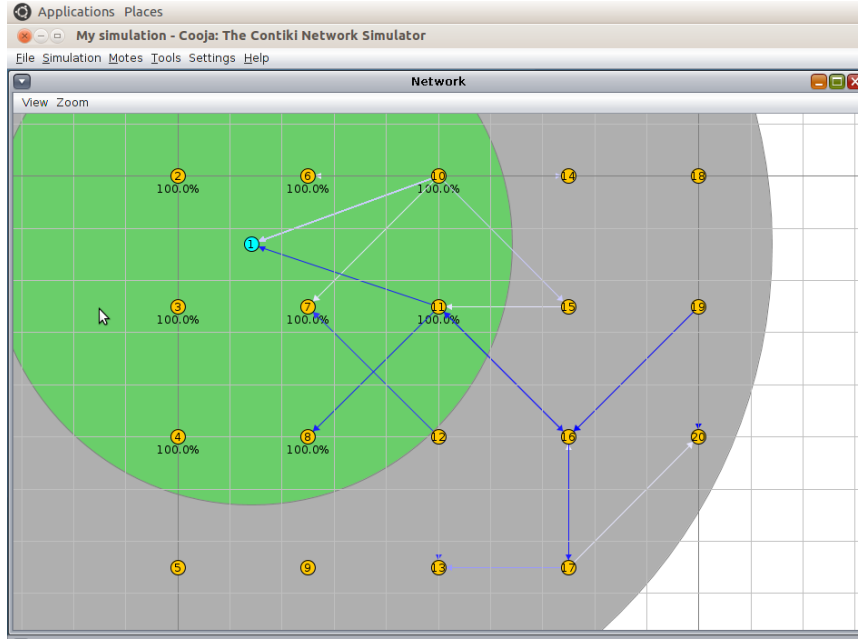 Applications Places
My simulation - Cooja: The Contiki Network Simulator
File Simulation Motes Tools Settings Help
Network
View Zoom
2 6 10 14 18
100.0% 100.0% 100.0%
1
3 7 11 15 19
100.0% 100.0% 100.0%
4 8 12 16 20
100.0% 100.0%
5 9 13 17